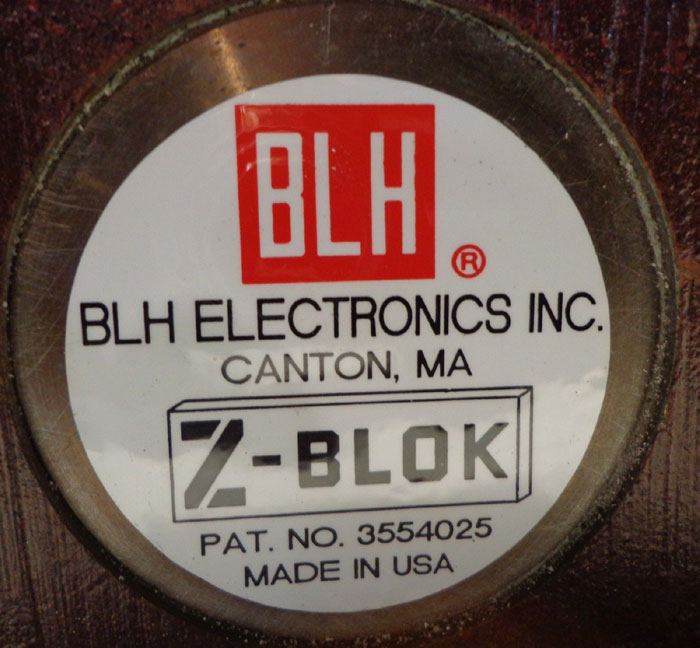 BLH ®
BLH ELECTRONICS INC.
CANTON, MA
Z-BLOK
PAT. NO. 3554025
MADE IN USA